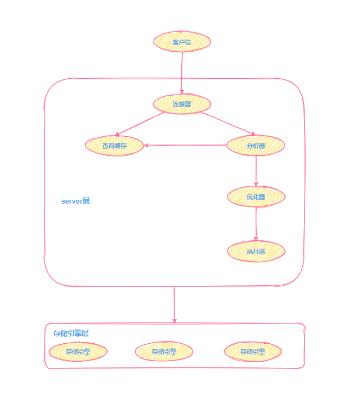 客户端
连接器
查询缓存
分析器
优化器
server层
执行器
存储引擎层
存储引擎
存储引擎
存储引擎